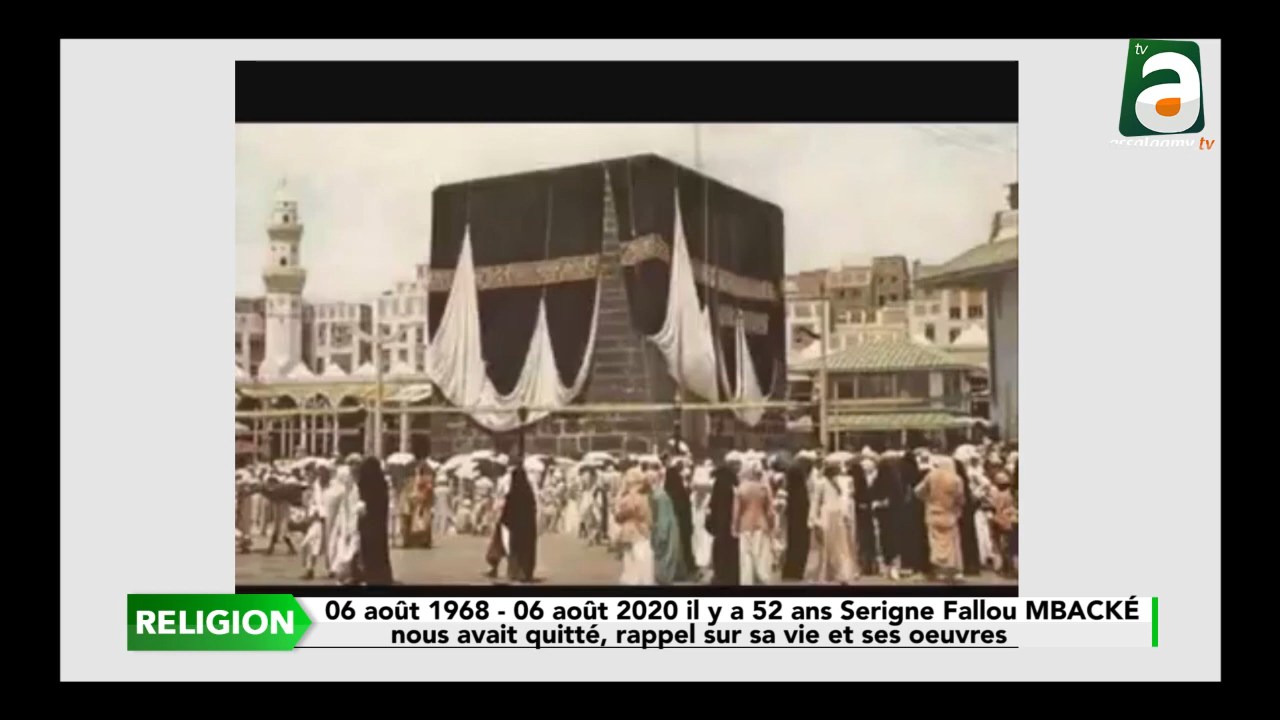 tv
a
tv
RELIGION
06 août 1968 - 06 août 2020 il y a 52 ans Serigne Fallou MBACKÉ
nous avait quitté, rappel sur sa vie et ses oeuvres